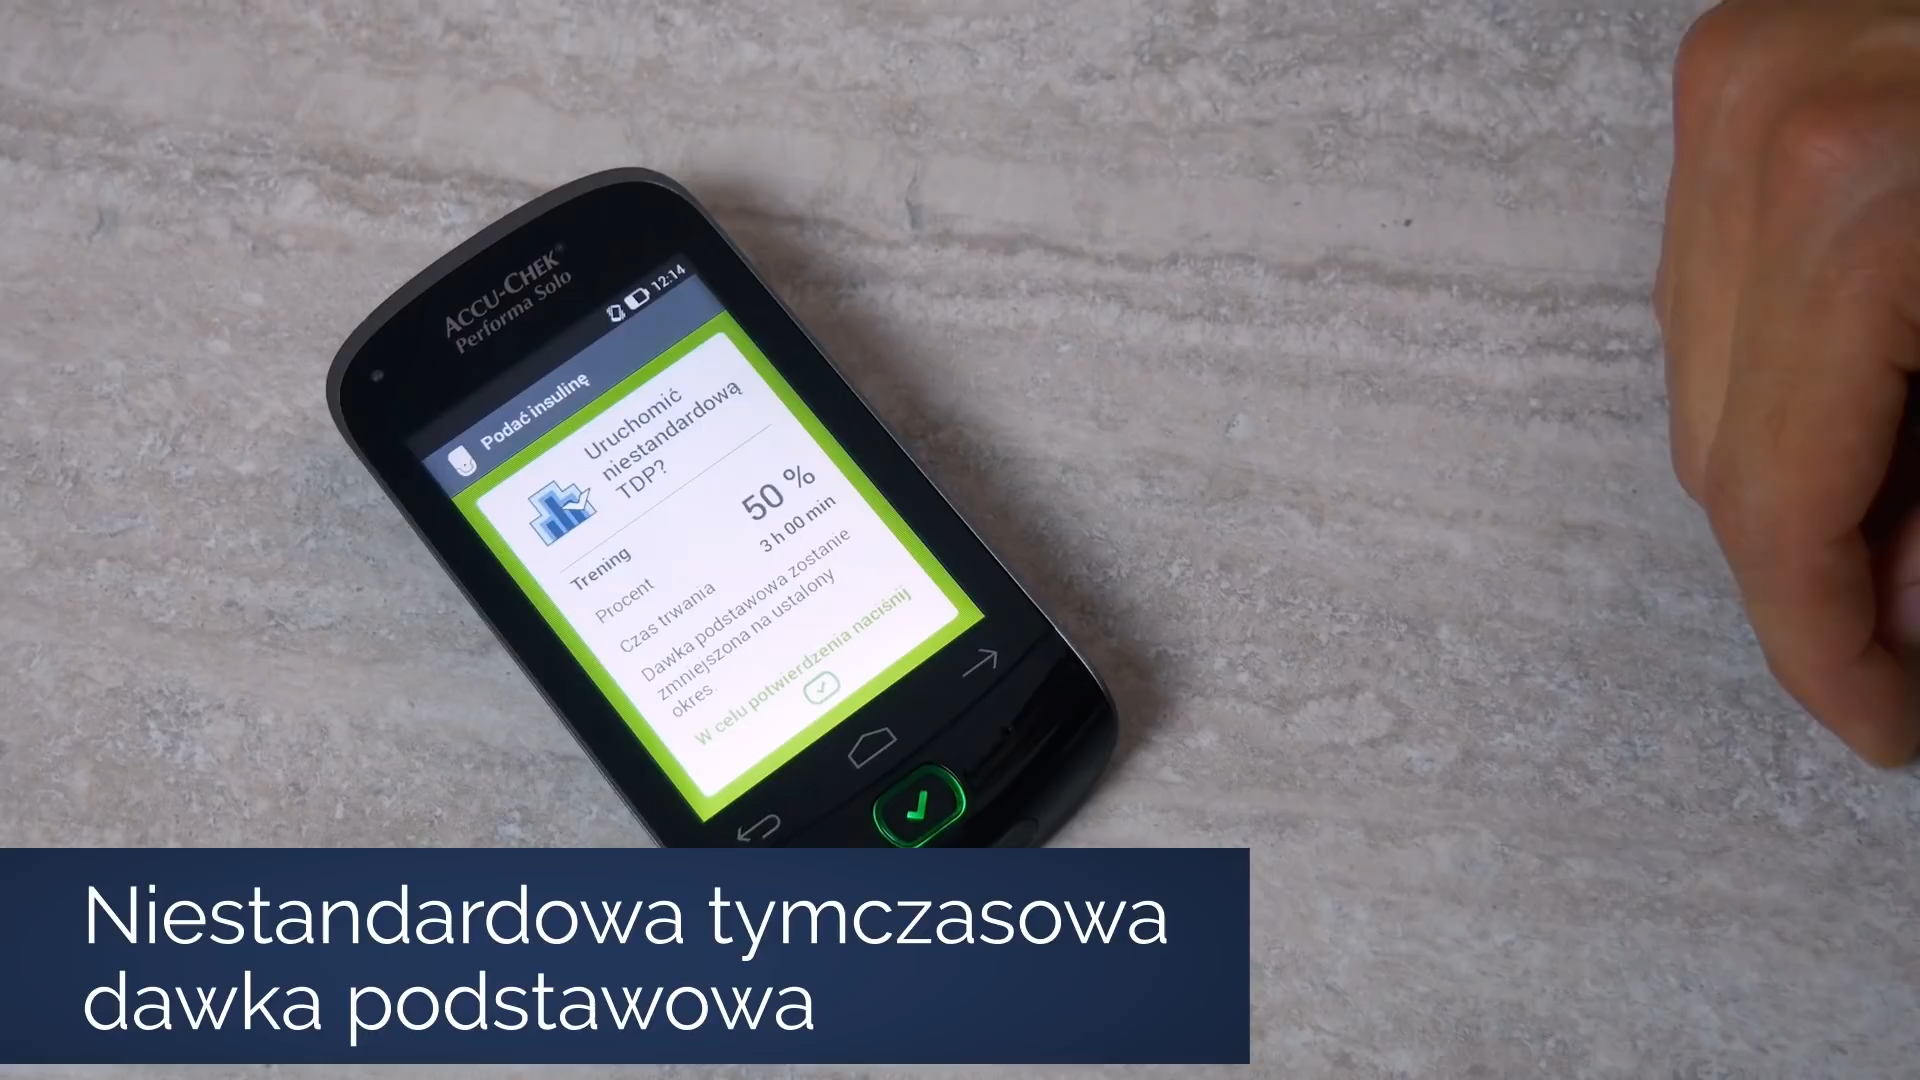 ACCU-CHEK
Performa Solo
12:14
Podać insulinę
Uruchomić
niestandardową
TDP?
Trening
Procent 50 %
Czas trwania 3 h 00 min
Dawka podstawowa zostanie
zmniejszona na ustalony
okres.
W celu potwierdzenia naciśnij
Niestandardowa tymczasowa
dawka podstawowa